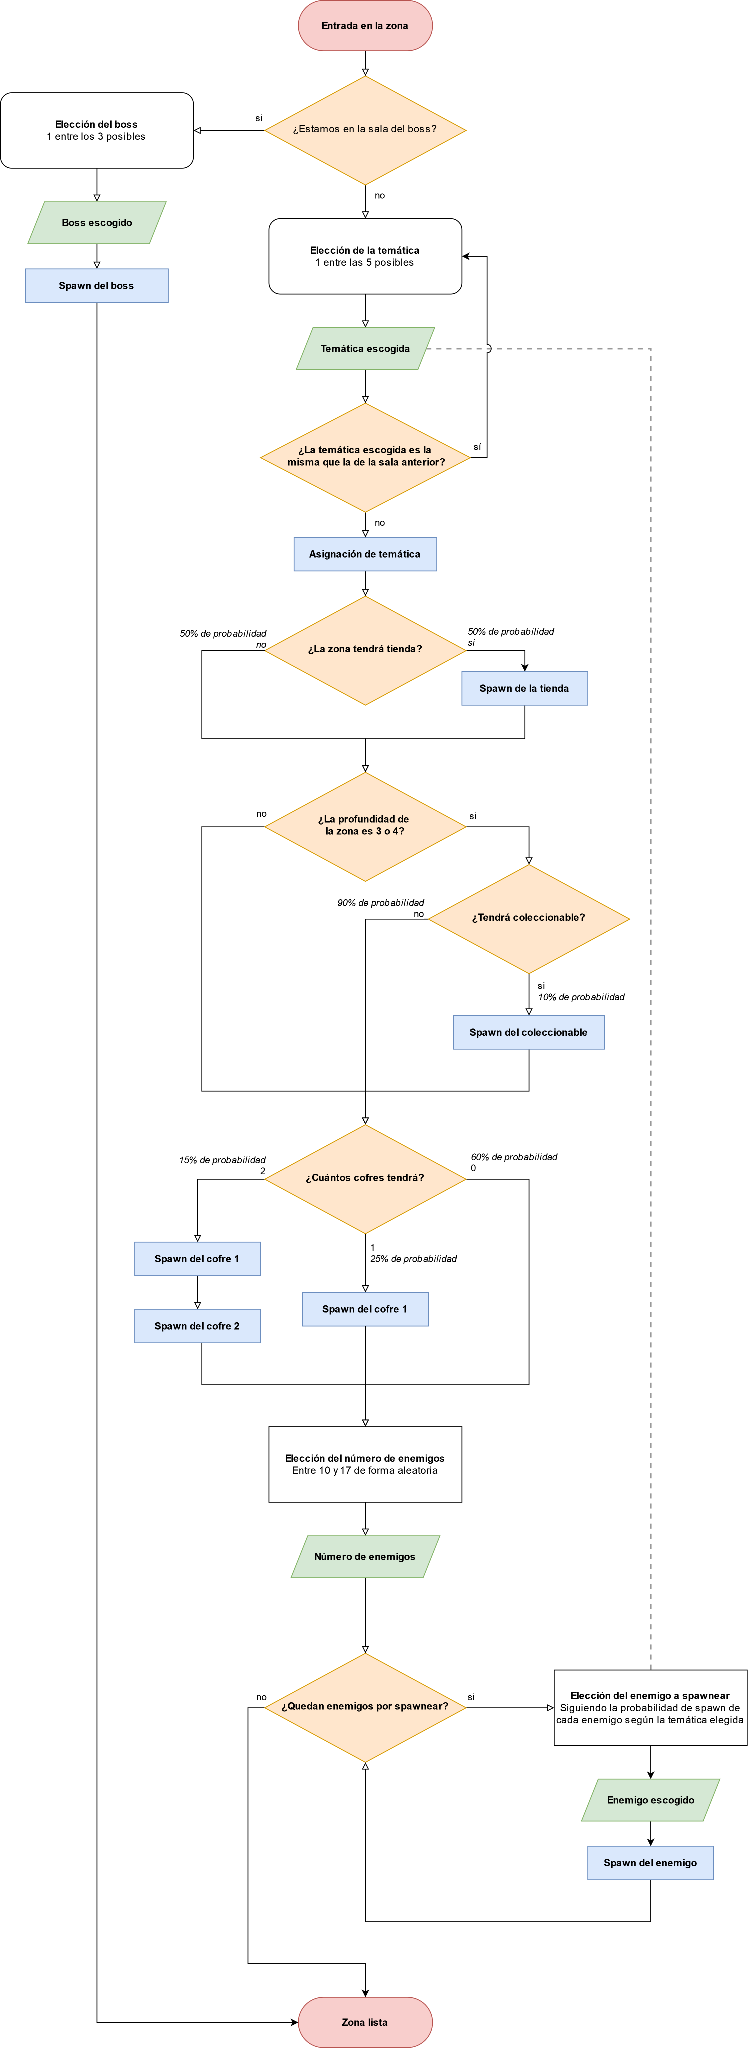 Entrada en la zona
¿Estamos en la sala del boss?
si
no
Elección del boss
1 entre los 3 posibles
Boss escogido
Spawn del boss
Elección de la temática
1 entre las 5 posibles
Temática escogida
¿La temática escogida es la
misma que la de la sala anterior?
sí
no
Asignación de temática
¿La zona tendrá tienda?
50% de probabilidad
no
50% de probabilidad
si
Spawn de la tienda
¿La profundidad de
la zona es 3 o 4?
no
si
¿Tendrá coleccionable?
90% de probabilidad
no
si
10% de probabilidad
Spawn del coleccionable
¿Cuántos cofres tendrá?
15% de probabilidad
2
60% de probabilidad
0
1
25% de probabilidad
Spawn del cofre 1
Spawn del cofre 2
Spawn del cofre 1
Elección del número de enemigos
Entre 10 y 17 de forma aleatoria
Número de enemigos
¿Quedan enemigos por spawnear?
no
si
Elección del enemigo a spawnear
Siguiendo la probabilidad de spawn de
cada enemigo según la temática elegida
Enemigo escogido
Spawn del enemigo
Zona lista